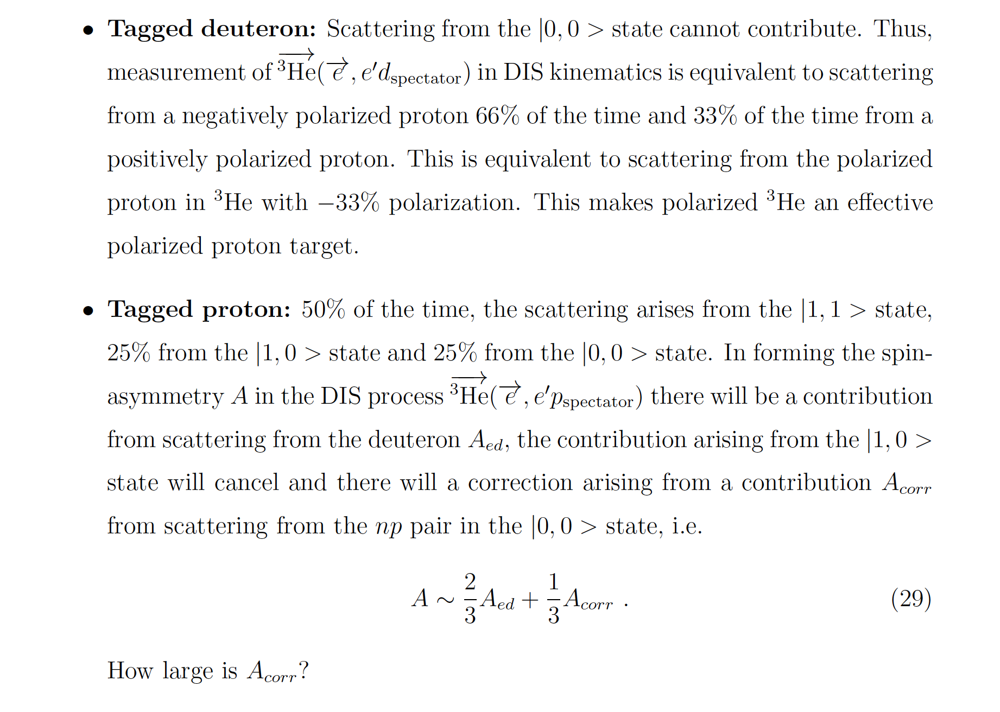 • Tagged deuteron: Scattering from the |0, 0 > state cannot contribute. Thus,
measurement of $\overrightarrow{^3\text{He}}(\overrightarrow{e}, e'd_{\text{spectator}})$ in DIS kinematics is equivalent to scattering
from a negatively polarized proton 66% of the time and 33% of the time from a
positively polarized proton. This is equivalent to scattering from the polarized
proton in $^3$He with −33% polarization. This makes polarized $^3$He an effective
polarized proton target.
• Tagged proton: 50% of the time, the scattering arises from the |1, 1 > state,
25% from the |1, 0 > state and 25% from the |0, 0 > state. In forming the spin-
asymmetry $A$ in the DIS process $\overrightarrow{^3\text{He}}(\overrightarrow{e}, e'p_{\text{spectator}})$ there will be a contribution
from scattering from the deuteron $A_{ed}$, the contribution arising from the |1, 0 >
state will cancel and there will a correction arising from a contribution $A_{corr}$
from scattering from the $np$ pair in the |0, 0 > state, i.e.
$A \sim \frac{2}{3}A_{ed} + \frac{1}{3}A_{corr}$ . (29)
How large is $A_{corr}$?